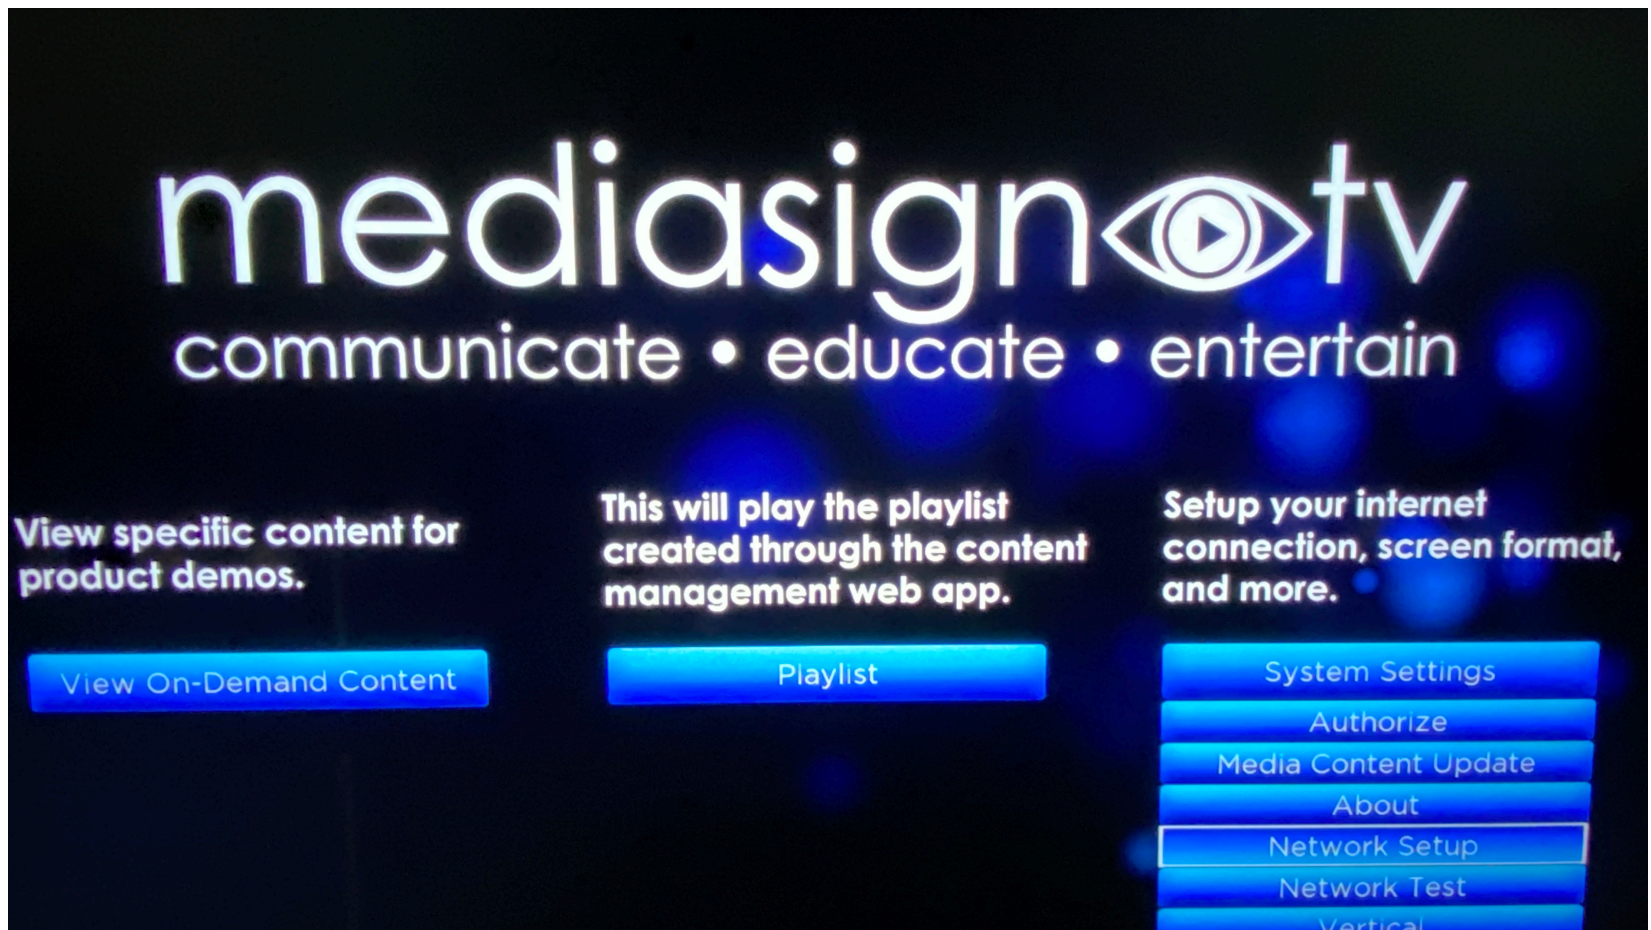 mediasign tv
communicate • educate • entertain
View specific content for
product demos.
View On-Demand Content
This will play the playlist
created through the content
management web app.
Playlist
Setup your internet
connection, screen format,
and more.
System Settings
Authorize
Media Content Update
About
Network Setup
Network Test
Vertical